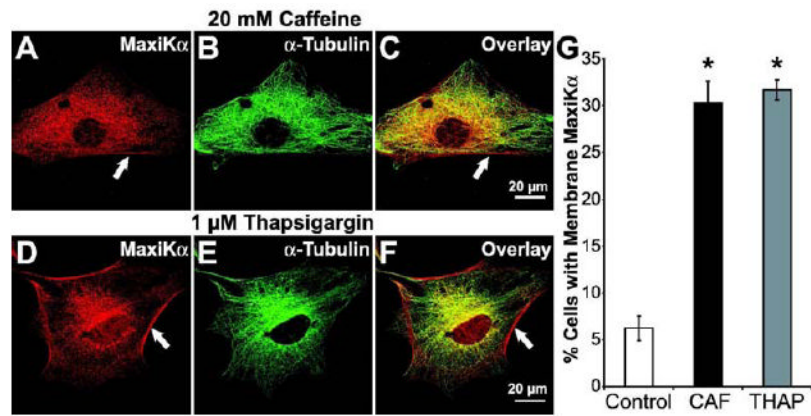 20 mM Caffeine
A MaxiKα
B α-Tubulin
C Overlay
20 µm
1 µM Thapsigargin
D MaxiKα
E α-Tubulin
F Overlay
20 µm
G
% Cells with Membrane MaxiKα
35
30
25
20
15
10
5
0
* *
Control CAF THAP